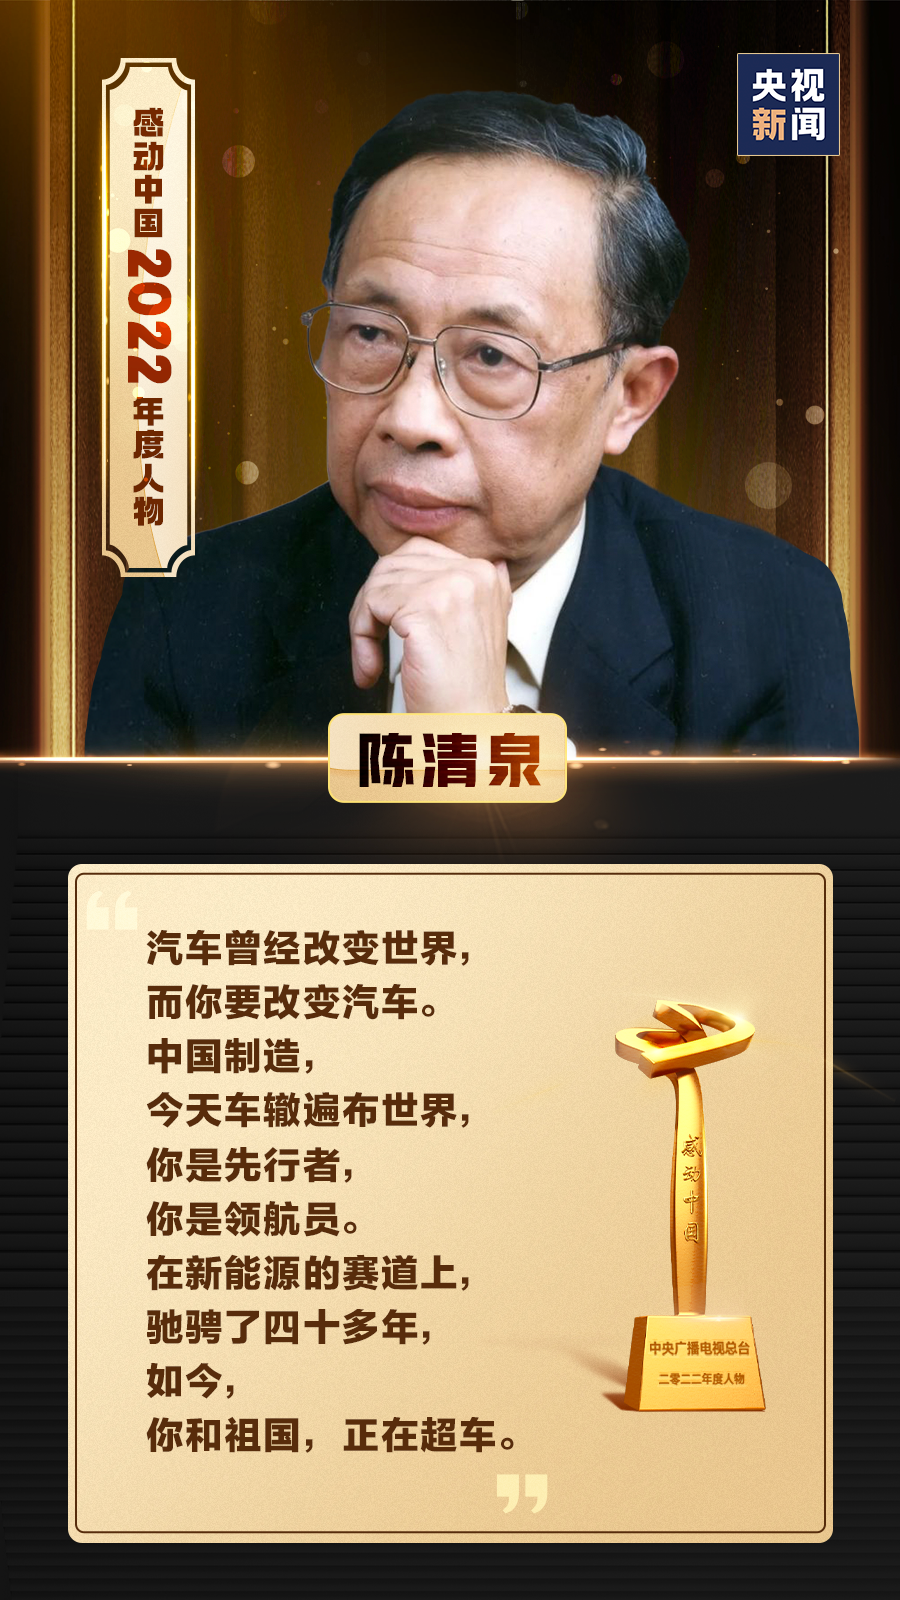 感动中国2022年度人物
央视
新闻
陈清泉
汽车曾经改变世界，
而你要改变汽车。
中国制造，
今天车辙遍布世界，
你是先行者，
你是领航员。
在新能源的赛道上，
驰骋了四十多年，
如今，
你和祖国，正在超车。
感动中国
中央广播电视总台
二零二二年度人物